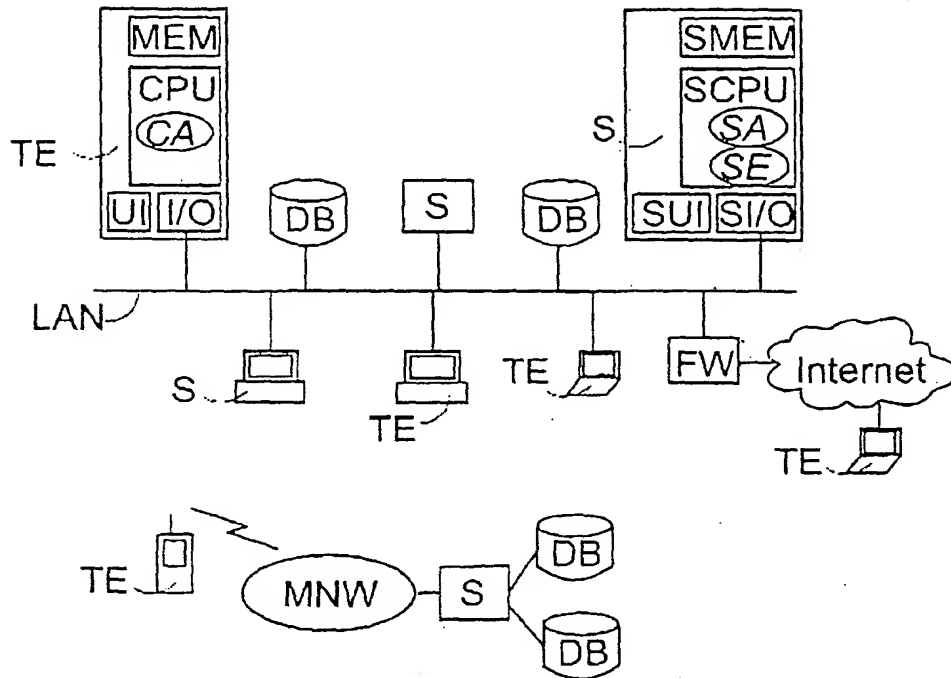 MEM
CPU
CA
TE
UI I/O
DB
S
DB
SMEM
SCPU
S
SA
SE
SUI SI/O
LAN
S
TE
TE
FW
Internet
TE
TE
MNW
S
DB
DB